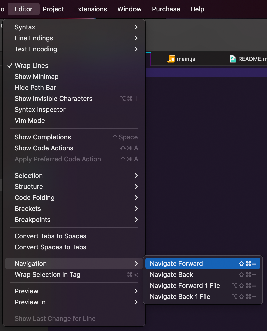 Editor Project Extensions Window Purchase Help
Syntax
Line Endings
Text Encoding
main.js README.m
✓ Wrap Lines
Show Minimap
Hide Path Bar
Show Invisible Characters
Syntax Inspector
Vim Mode
Show Completions Space
Show Code Actions
Apply Preferred Code Action
Selection
Structure
Code Folding
Brackets
Breakpoints
Convert Tabs to Spaces
Convert Spaces to Tabs
Navigation
Navigate Forward
Wrap Selection in Tag
Navigate Back
Navigate Forward 1 File
Preview
Navigate Back 1 File
Preview In
Show Last Change for Line